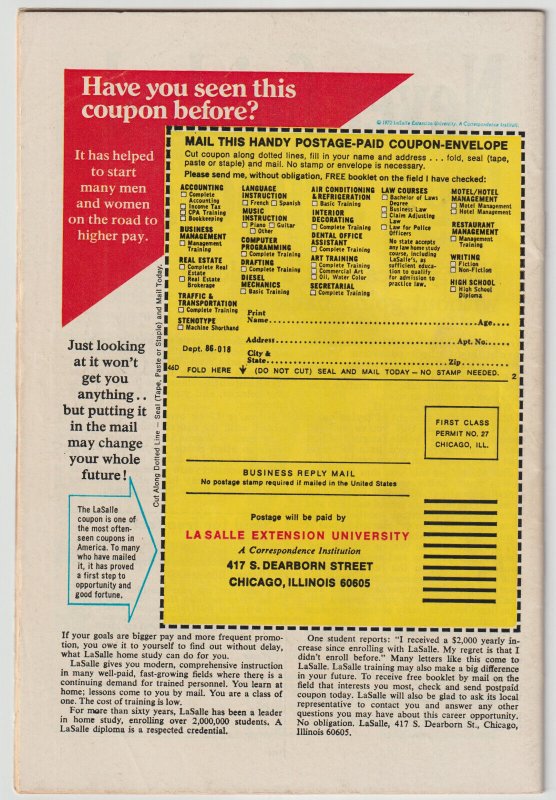 Have you seen this
coupon before?
© 1972 LaSalle Extension University, A Correspondence Institution
It has helped
to start
many men
and women
on the road to
higher pay.
Just looking
at it won't
get you
anything . .
but putting it
in the mail
may change
your whole
future !
The LaSalle
coupon is one of
the most often-
seen coupons in
America. To many
who have mailed
it, it has proved
a first step to
opportunity and
good fortune.
Cut Along Dotted Line — Seal (Tape, Paste or Staple) and Mail Today.
MAIL THIS HANDY POSTAGE-PAID COUPON-ENVELOPE
Cut coupon along dotted lines, fill in your name and address . . . fold, seal (tape,
paste or staple) and mail. No stamp or envelope is necessary.
Please send me, without obligation, FREE booklet on the field I have checked:
ACCOUNTING
☐ Complete
Accounting
☐ Income Tax
☐ CPA Training
☐ Bookkeeping
BUSINESS
MANAGEMENT
☐ Management
Training
REAL ESTATE
☐ Complete Real
Estate
☐ Real Estate
Brokerage
TRAFFIC &
TRANSPORTATION
☐ Complete Training
STENOTYPE
☐ Machine Shorthand
LANGUAGE
INSTRUCTION
☐ French ☐ Spanish
MUSIC
INSTRUCTION
☐ Piano ☐ Guitar
☐ Other
COMPUTER
PROGRAMMING
☐ Complete Training
DRAFTING
☐ Complete Training
DIESEL
MECHANICS
☐ Basic Training
AIR CONDITIONING
& REFRIGERATION
☐ Basic Training
INTERIOR
DECORATING
☐ Complete Training
DENTAL OFFICE
ASSISTANT
☐ Complete Training
ART TRAINING
☐ Complete Training
☐ Commercial Art
☐ Oil, Water Color
SECRETARIAL
☐ Complete Training
LAW COURSES
☐ Bachelor of Laws
Degree
☐ Business Law
☐ Claim Adjusting
Law
☐ Law for Police
Officers
No state accepts
any law home study
course, including
LaSalle's, as
sufficient educa-
tion to qualify
for admission to
practice law.
MOTEL/HOTEL
MANAGEMENT
☐ Motel Management
☐ Hotel Management
RESTAURANT
MANAGEMENT
☐ Management
Training
WRITING
☐ Fiction
☐ Non-Fiction
HIGH SCHOOL
☐ High School
Diploma
Print
Name Age
Address Apt. No.
Dept. 86-018
City &
State Zip
46D FOLD HERE (DO NOT CUT) SEAL AND MAIL TODAY – NO STAMP NEEDED. 2
FIRST CLASS
PERMIT NO. 27
CHICAGO, ILL.
BUSINESS REPLY MAIL
No postage stamp required if mailed in the United States
Postage will be paid by
LA SALLE EXTENSION UNIVERSITY
A Correspondence Institution
417 S. DEARBORN STREET
CHICAGO, ILLINOIS 60605
If your goals are bigger pay and more frequent promo-
tion, you owe it to yourself to find out without delay,
what LaSalle home study can do for you.
LaSalle gives you modern, comprehensive instruction
in many well-paid, fast-growing fields where there is a
continuing demand for trained personnel. You learn at
home; lessons come to you by mail. You are a class of
one. The cost of training is low.
For more than sixty years, LaSalle has been a leader
in home study, enrolling over 2,000,000 students. A
LaSalle diploma is a respected credential.
One student reports: "I received a $2,000 yearly in-
crease since enrolling with LaSalle. My regret is that I
didn't enroll before." Many letters like this come to
LaSalle. LaSalle training may also make a big difference
in your future. To receive free booklet by mail on the
field that interests you most, check and send postpaid
coupon today. LaSalle will also be glad to ask its local
representative to contact you and answer any other
questions you may have about this career opportunity.
No obligation. LaSalle, 417 S. Dearborn St., Chicago,
Illinois 60605.